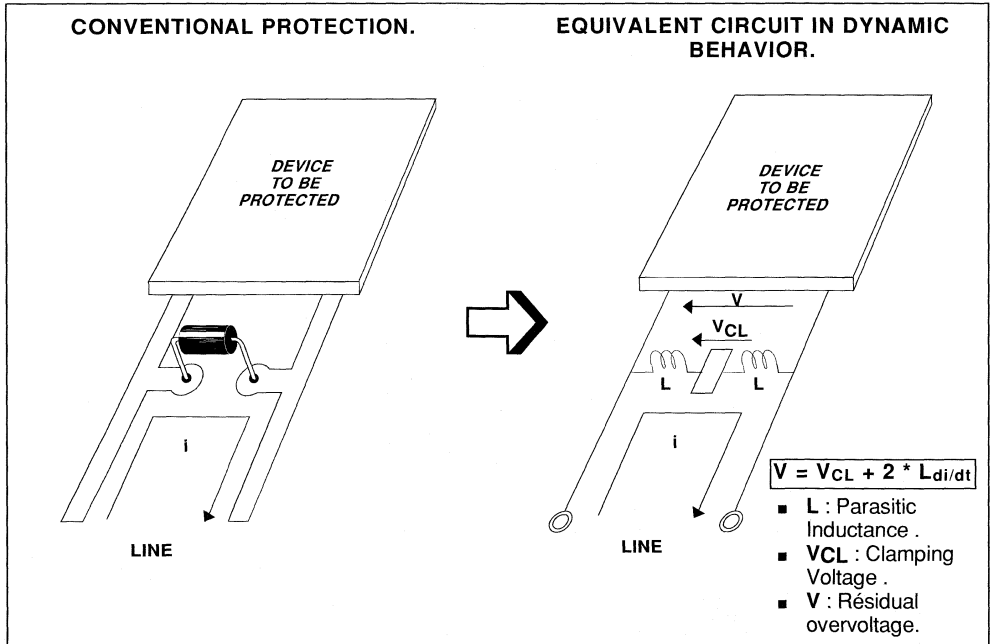 CONVENTIONAL PROTECTION.
EQUIVALENT CIRCUIT IN DYNAMIC
BEHAVIOR.
DEVICE
TO BE
PROTECTED
i
LINE
DEVICE
TO BE
PROTECTED
V
VCL
L
L
i
LINE
V = VCL + 2 * Ldi/dt
▪ L : Parasitic
Inductance .
▪ VCL : Clamping
Voltage .
▪ V : Résidual
overvoltage.